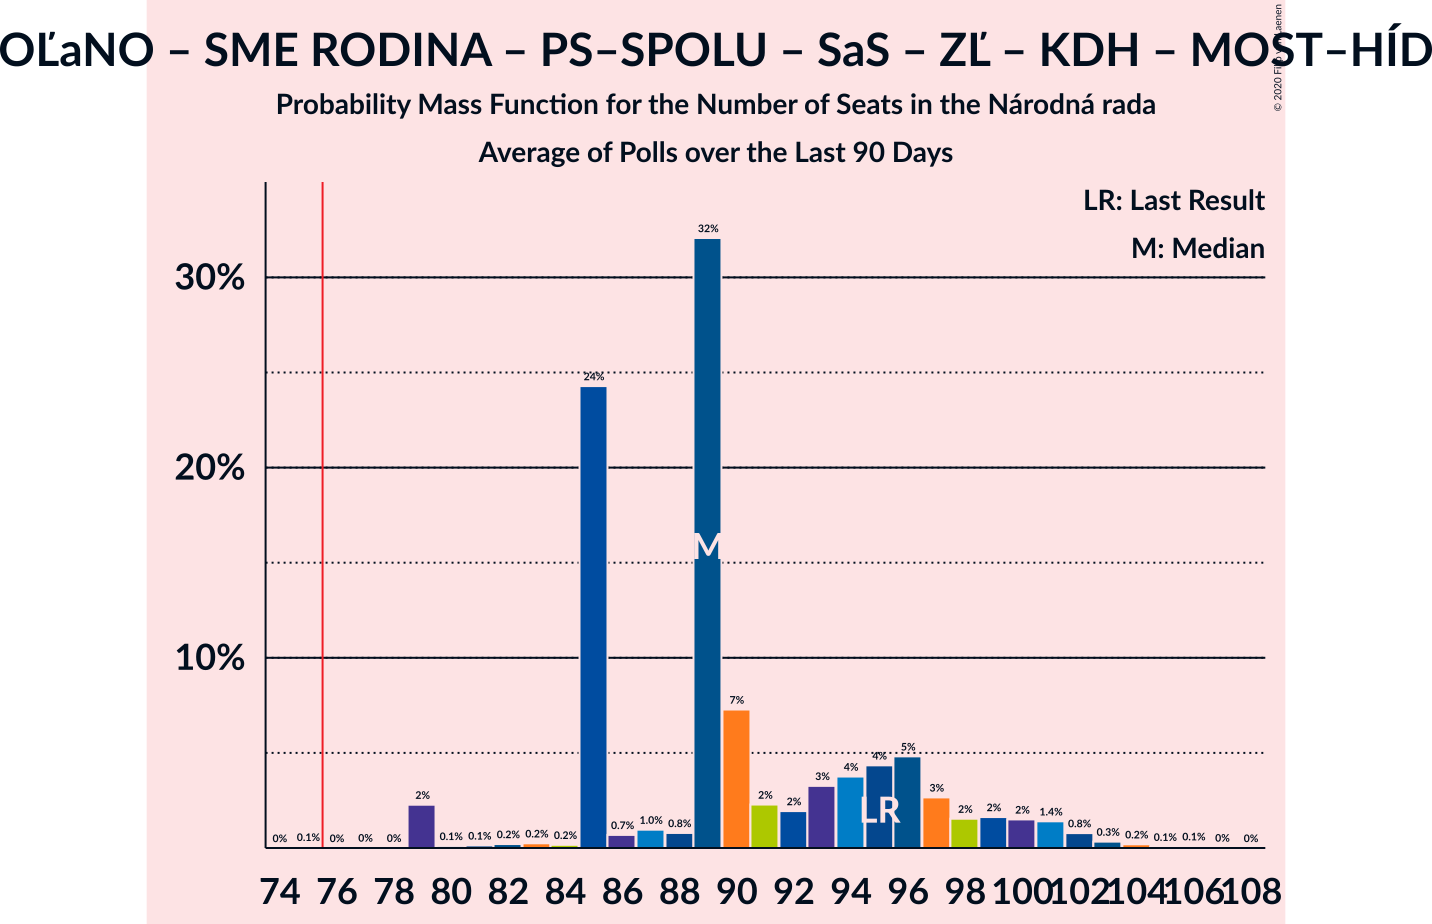 OĽaNO – SME RODINA – PS–SPOLU – SaS – ZĽ – KDH – MOST–HÍD
Probability Mass Function for the Number of Seats in the Národná rada
Average of Polls over the Last 90 Days
© 2020
LR: Last Result
M: Median
30%
20%
10%
0% 0.1% 0% 0% 0% 2% 0.1% 0.1% 0.2% 0.2% 0.2% 24% 0.7% 1.0% 0.8% 32% 7% 2% 2% 3% 4% 4% 5% 3% 2% 2% 2% 1.4% 0.8% 0.3% 0.2% 0.1% 0.1% 0% 0%
M
LR
74 76 78 80 82 84 86 88 90 92 94 96 98 100 102 104 106 108